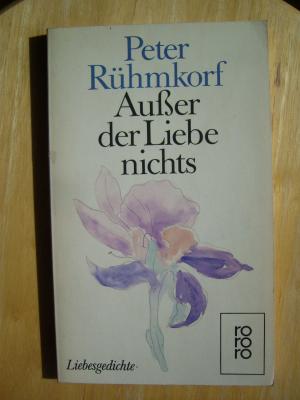 Peter
Rühmkorf
Außer
der Liebe
nichts
Liebesgedichte
ro
ro
ro